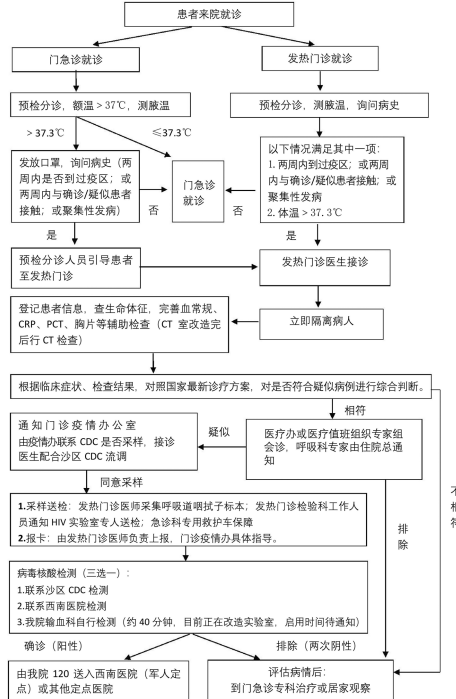 患者来院就诊
门急诊就诊
发热门诊就诊
预检分诊，额温＞37℃，测腋温
预检分诊，测腋温，询问病史
＞37.3℃
≤37.3℃
发放口罩，询问病史（两
周内是否到过疫区；或
两周内与确诊/疑似患者
接触；或聚集性发病）
否
门急诊
就诊
否
以下情况满足其中一项：
1. 两周内到过疫区；或两周
内与确诊/疑似患者接触；或
聚集性发病
2. 体温＞37.3℃
是
是
预检分诊人员引导患者
至发热门诊
发热门诊医生接诊
登记患者信息，查生命体征，完善血常规、
CRP、PCT、胸片等辅助检查（CT 室改造完
后行 CT 检查）
立即隔离病人
根据临床症状、检查结果，对照国家最新诊疗方案，对是否符合疑似病例进行综合判断。
相符
通知门诊疫情办公室
由疫情办联系 CDC 是否采样，接诊
医生配合沙区 CDC 流调
疑似
医疗办或医疗值班组织专家组
会诊，呼吸科专家由住院总通
知
不
相
符
同意采样
1.采样送检：发热门诊医师采集呼吸道咽拭子标本；发热门诊检验科工作人
员通知 HIV 实验室专人送检；急诊科专用救护车保障
2.报卡：由发热门诊医师负责上报，门诊疫情办具体指导。
排
除
病毒核酸检测（三选一）：
1.联系沙区 CDC 检测
2.联系西南医院检测
3.我院输血科自行检测（约 40 分钟，目前正在改造实验室，启用时间待通知）
确诊（阳性）
排除（两次阴性）
由我院 120 送入西南医院（军人定
点）或其他定点医院
评估病情后：
到门急诊专科治疗或居家观察